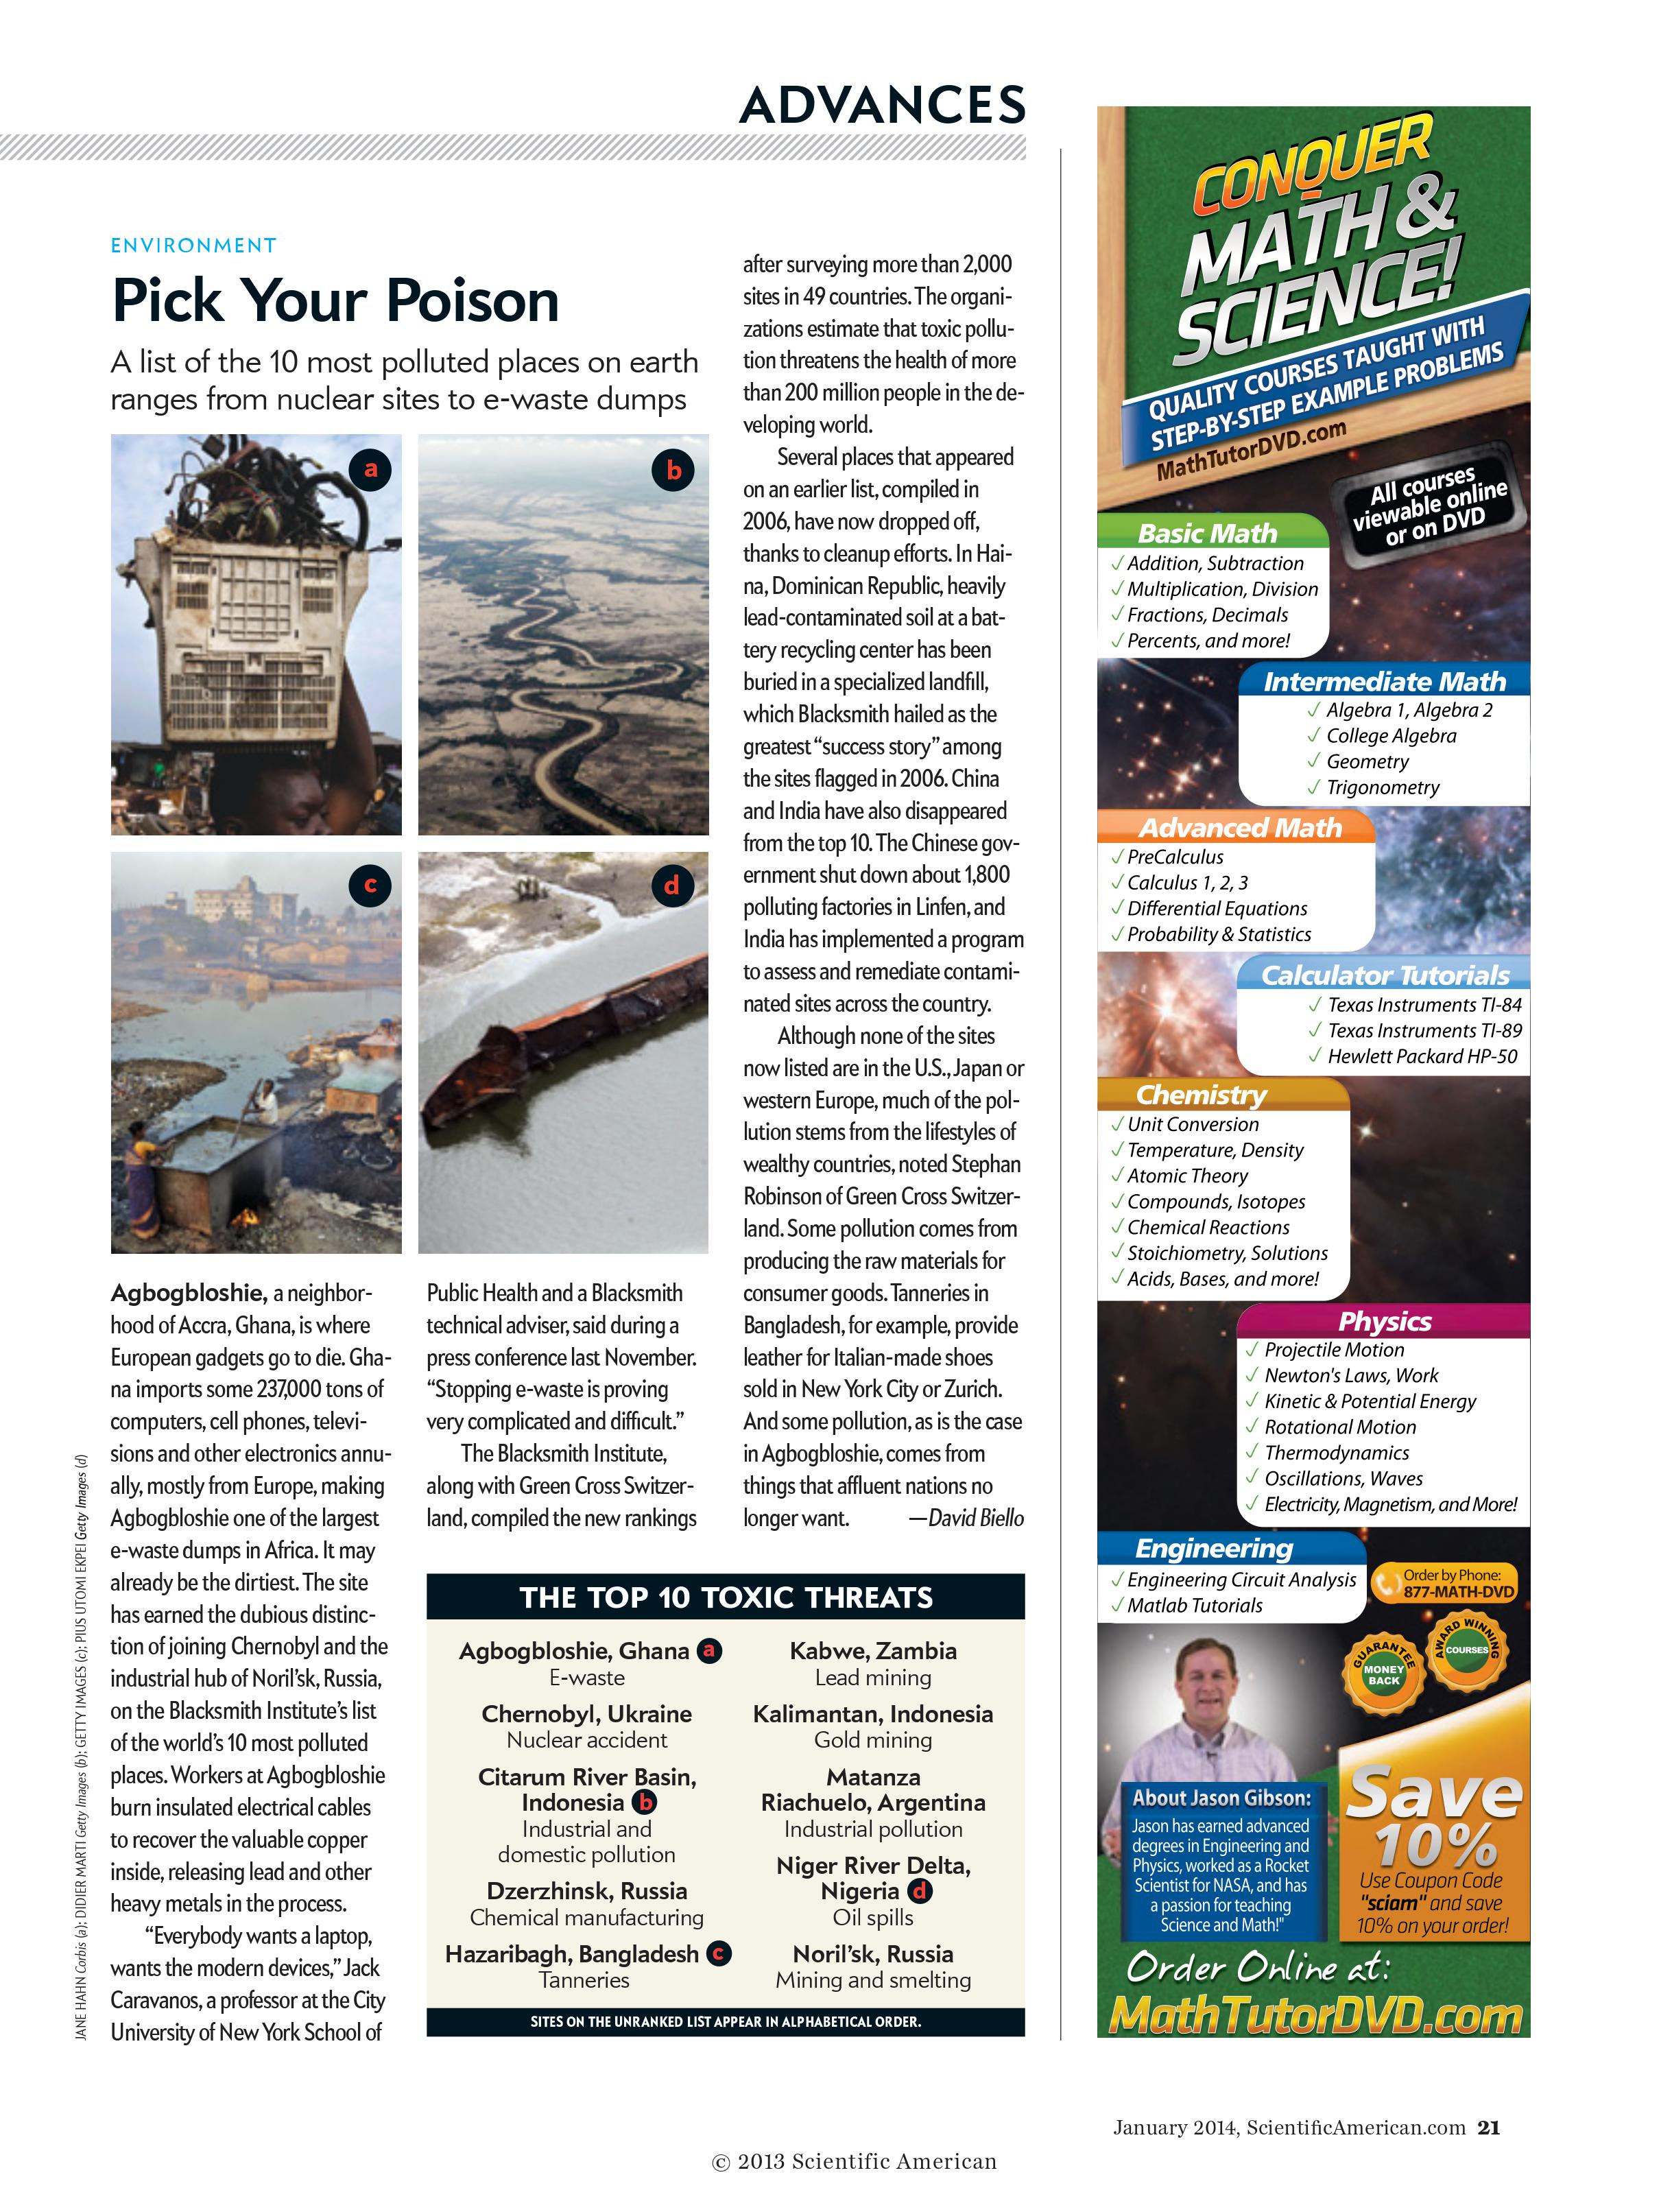 ADVANCES
ENVIRONMENT
Pick Your Poison
A list of the 10 most polluted places on earth
ranges from nuclear sites to e-waste dumps
a
b
c
d
JANE HAHN Corbis (a); DIDIER MARTI Getty Images (b); GETTY IMAGES (c); PIUS UTOMI EKPEI Getty Images (d)
Agbogbloshie, a neighbor-
hood of Accra, Ghana, is where
European gadgets go to die. Gha-
na imports some 237,000 tons of
computers, cell phones, televi-
sions and other electronics annu-
ally, mostly from Europe, making
Agbogbloshie one of the largest
e-waste dumps in Africa. It may
already be the dirtiest. The site
has earned the dubious distinc-
tion of joining Chernobyl and the
industrial hub of Noril’sk, Russia,
on the Blacksmith Institute’s list
of the world’s 10 most polluted
places. Workers at Agbogbloshie
burn insulated electrical cables
to recover the valuable copper
inside, releasing lead and other
heavy metals in the process.
“Everybody wants a laptop,
wants the modern devices,” Jack
Caravanos, a professor at the City
University of New York School of
Public Health and a Blacksmith
technical adviser, said during a
press conference last November.
“Stopping e-waste is proving
very complicated and difficult.”
The Blacksmith Institute,
along with Green Cross Switzer-
land, compiled the new rankings
after surveying more than 2,000
sites in 49 countries. The organi-
zations estimate that toxic pollu-
tion threatens the health of more
than 200 million people in the de-
veloping world.
Several places that appeared
on an earlier list, compiled in
2006, have now dropped off,
thanks to cleanup efforts. In Hai-
na, Dominican Republic, heavily
lead-contaminated soil at a bat-
tery recycling center has been
buried in a specialized landfill,
which Blacksmith hailed as the
greatest “success story” among
the sites flagged in 2006. China
and India have also disappeared
from the top 10. The Chinese gov-
ernment shut down about 1,800
polluting factories in Linfen, and
India has implemented a program
to assess and remediate contami-
nated sites across the country.
Although none of the sites
now listed are in the U.S., Japan or
western Europe, much of the pol-
lution stems from the lifestyles of
wealthy countries, noted Stephan
Robinson of Green Cross Switzer-
land. Some pollution comes from
producing the raw materials for
consumer goods. Tanneries in
Bangladesh, for example, provide
leather for Italian-made shoes
sold in New York City or Zurich.
And some pollution, as is the case
in Agbogbloshie, comes from
things that affluent nations no
longer want. —David Biello
THE TOP 10 TOXIC THREATS
Agbogbloshie, Ghana a
E-waste
Chernobyl, Ukraine
Nuclear accident
Citarum River Basin,
Indonesia b
Industrial and
domestic pollution
Dzerzhinsk, Russia
Chemical manufacturing
Hazaribagh, Bangladesh c
Tanneries
Kabwe, Zambia
Lead mining
Kalimantan, Indonesia
Gold mining
Matanza
Riachuelo, Argentina
Industrial pollution
Niger River Delta,
Nigeria d
Oil spills
Noril’sk, Russia
Mining and smelting
SITES ON THE UNRANKED LIST APPEAR IN ALPHABETICAL ORDER.
CONQUER
MATH &
SCIENCE!
QUALITY COURSES TAUGHT WITH
STEP-BY-STEP EXAMPLE PROBLEMS
MathTutorDVD.com
All courses
viewable online
or on DVD
Basic Math
✓ Addition, Subtraction
✓ Multiplication, Division
✓ Fractions, Decimals
✓ Percents, and more!
Intermediate Math
✓ Algebra 1, Algebra 2
✓ College Algebra
✓ Geometry
✓ Trigonometry
Advanced Math
✓ PreCalculus
✓ Calculus 1, 2, 3
✓ Differential Equations
✓ Probability & Statistics
Calculator Tutorials
✓ Texas Instruments TI-84
✓ Texas Instruments TI-89
✓ Hewlett Packard HP-50
Chemistry
✓ Unit Conversion
✓ Temperature, Density
✓ Atomic Theory
✓ Compounds, Isotopes
✓ Chemical Reactions
✓ Stoichiometry, Solutions
✓ Acids, Bases, and more!
Physics
✓ Projectile Motion
✓ Newton's Laws, Work
✓ Kinetic & Potential Energy
✓ Rotational Motion
✓ Thermodynamics
✓ Oscillations, Waves
✓ Electricity, Magnetism, and More!
Engineering
✓ Engineering Circuit Analysis
✓ Matlab Tutorials
Order by Phone:
877-MATH-DVD
GUARANTEE
MONEY
BACK
AWARD WINNING
COURSES
About Jason Gibson:
Jason has earned advanced
degrees in Engineering and
Physics, worked as a Rocket
Scientist for NASA, and has
a passion for teaching
Science and Math!"
Save
10%
Use Coupon Code
"sciam" and save
10% on your order!
Order Online at:
MathTutorDVD.com
January 2014, ScientificAmerican.com 21
© 2013 Scientific American